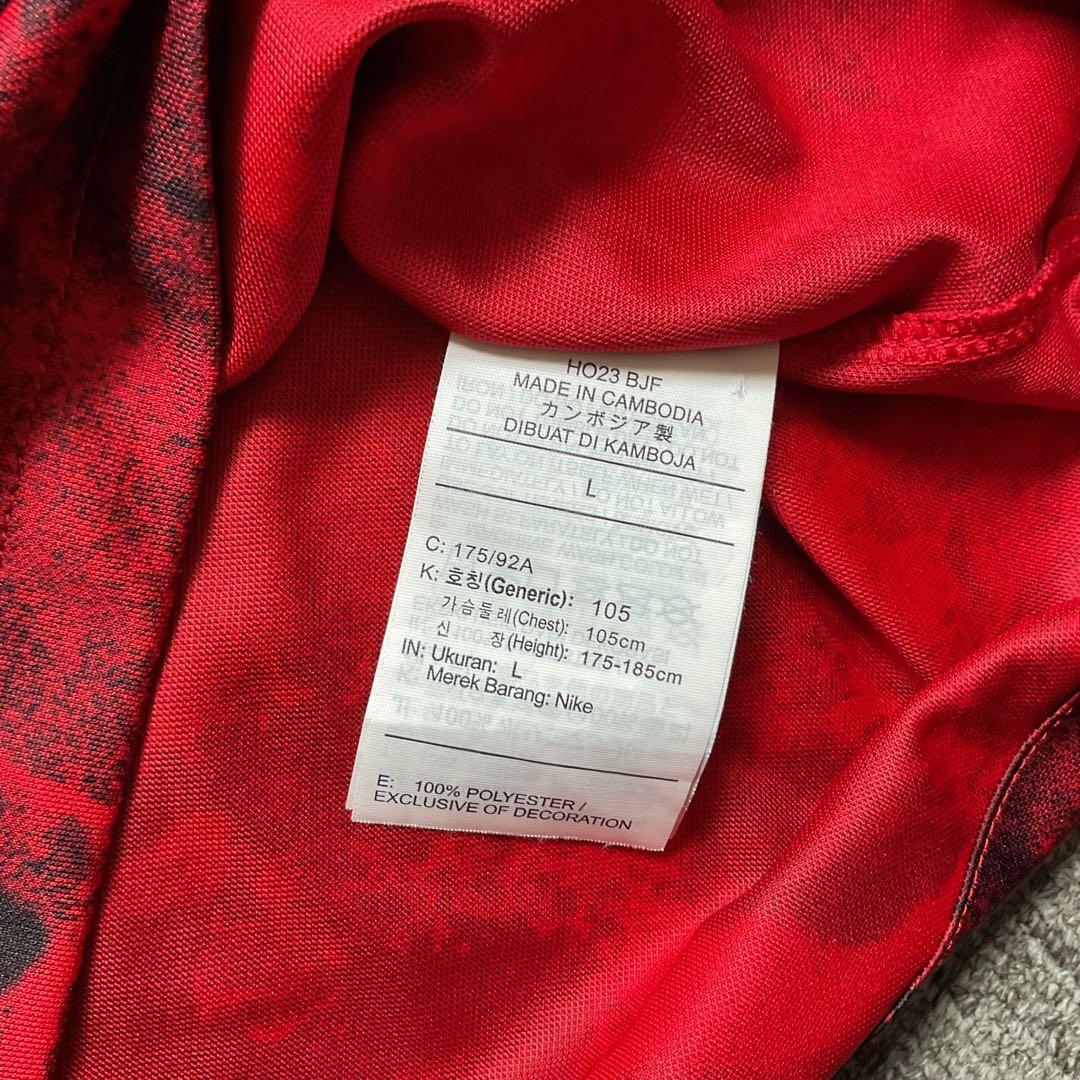 HO23 BJF
MADE IN CAMBODIA
カンボジア製
DIBUAT DI KAMBOJA
L
C: 175/92A
K: 호칭(Generic): 105
가슴둘레(Chest): 105cm
신 장(Height): 175-185cm
IN: Ukuran: L
Merek Barang: Nike
E: 100% POLYESTER /
EXCLUSIVE OF DECORATION